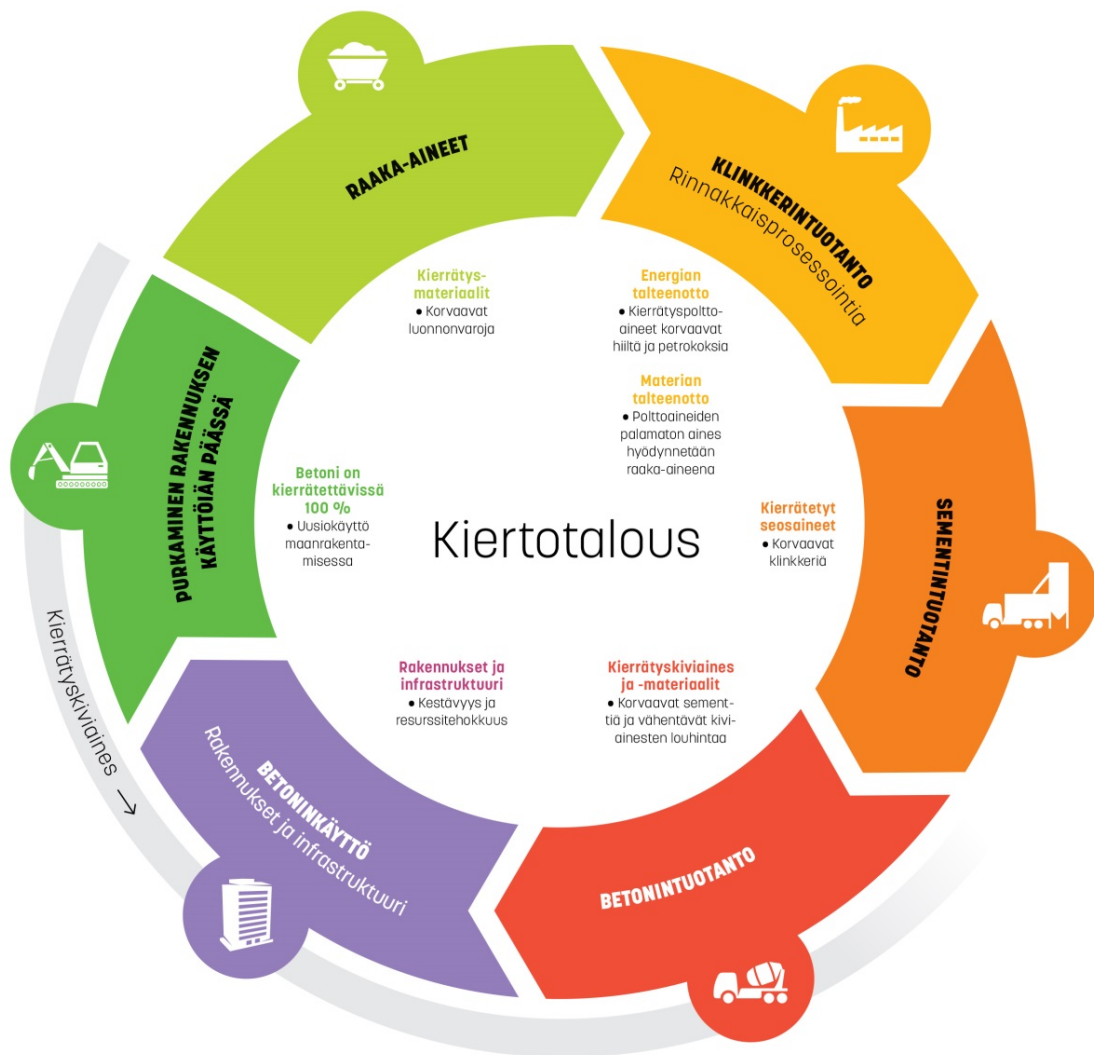 RAAKA-AINEET
KLINKKERINTUOTANTO
Rinnakkaisprosessointia
SEMENTINTUOTANTO
BETONINTUOTANTO
BETONINKÄYTTÖ
Rakennukset ja infrastruktuuri
PURKAMINEN RAKENNUKSEN
KÄYTTÖIÄN PÄÄSSÄ
Kierrätyskiviaines →
Kierrätys-
materiaalit
• Korvaavat
luonnonvaroja
Energian
talteenotto
• Kierrätyspoltto-
aineet korvaavat
hiiltä ja petrokoksia
Materian
talteenotto
• Polttoaineiden
palamaton aines
hyödynnetään
raaka-aineena
Betoni on
kierrätettävissä
100 %
• Uusiokäyttö
maanrakenta-
misessa
Kiertotalous
Kierrätetyt
seosaineet
• Korvaavat
klinkkeriä
Rakennukset ja
infrastruktuuri
• Kestävyys ja
resurssitehokkuus
Kierrätyskiviaines
ja -materiaalit
• Korvaavat sement-
tiä ja vähentävät kivi-
ainesten louhintaa